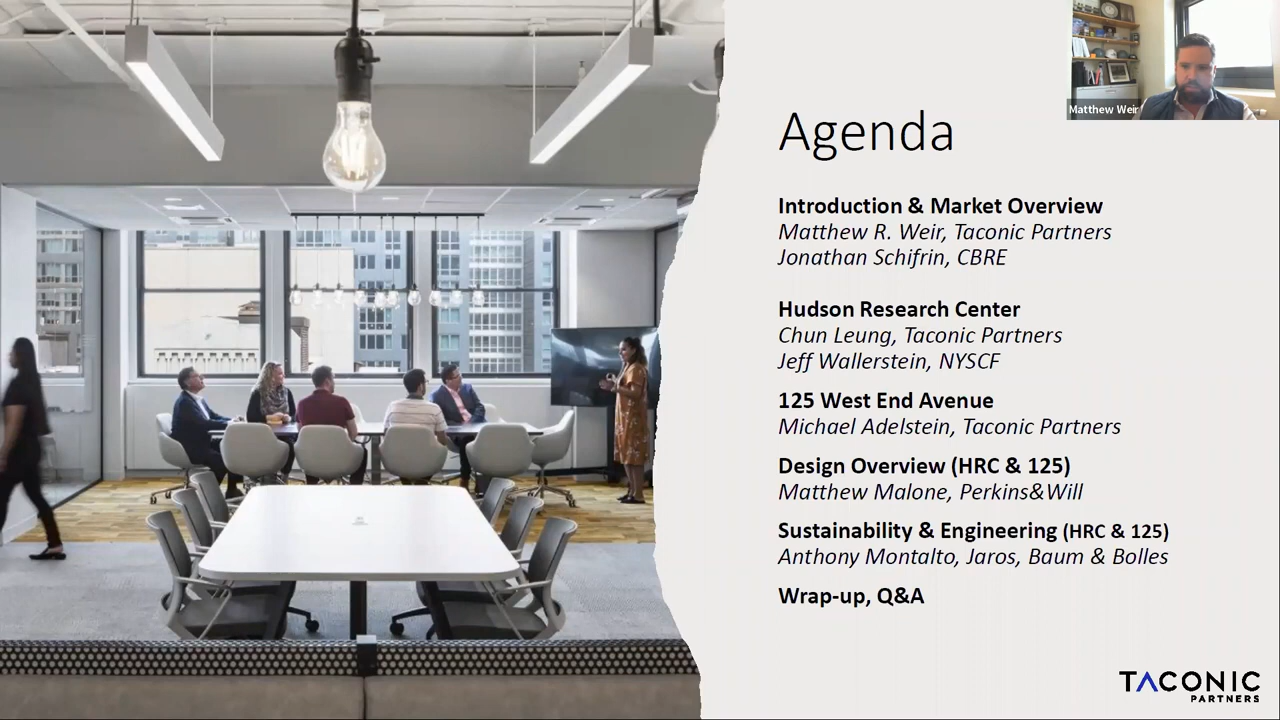 Matthew Weir
Agenda
Introduction & Market Overview
Matthew R. Weir, Taconic Partners
Jonathan Schifrin, CBRE
Hudson Research Center
Chun Leung, Taconic Partners
Jeff Wallerstein, NYSCF
125 West End Avenue
Michael Adelstein, Taconic Partners
Design Overview (HRC & 125)
Matthew Malone, Perkins&Will
Sustainability & Engineering (HRC & 125)
Anthony Montalto, Jaros, Baum & Bolles
Wrap-up, Q&A
TACONIC
PARTNERS